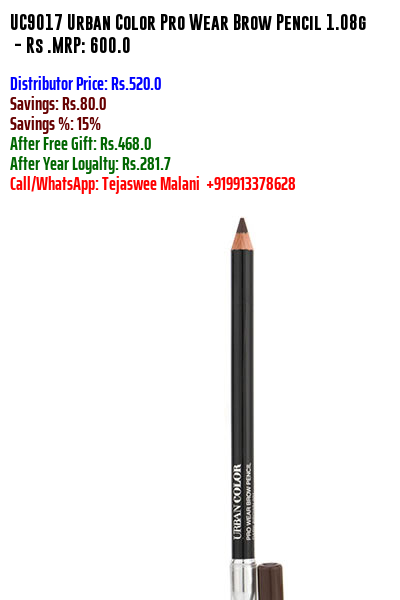 UC9017 Urban Color Pro Wear Brow Pencil 1.08g
- Rs .MRP: 600.0
Distributor Price: Rs.520.0
Savings: Rs.80.0
Savings %: 15%
After Free Gift: Rs.468.0
After Year Loyalty: Rs.281.7
Call/WhatsApp: Tejaswee Malani +919913378628
URBAN COLOR
PRO WEAR BROW PENCIL